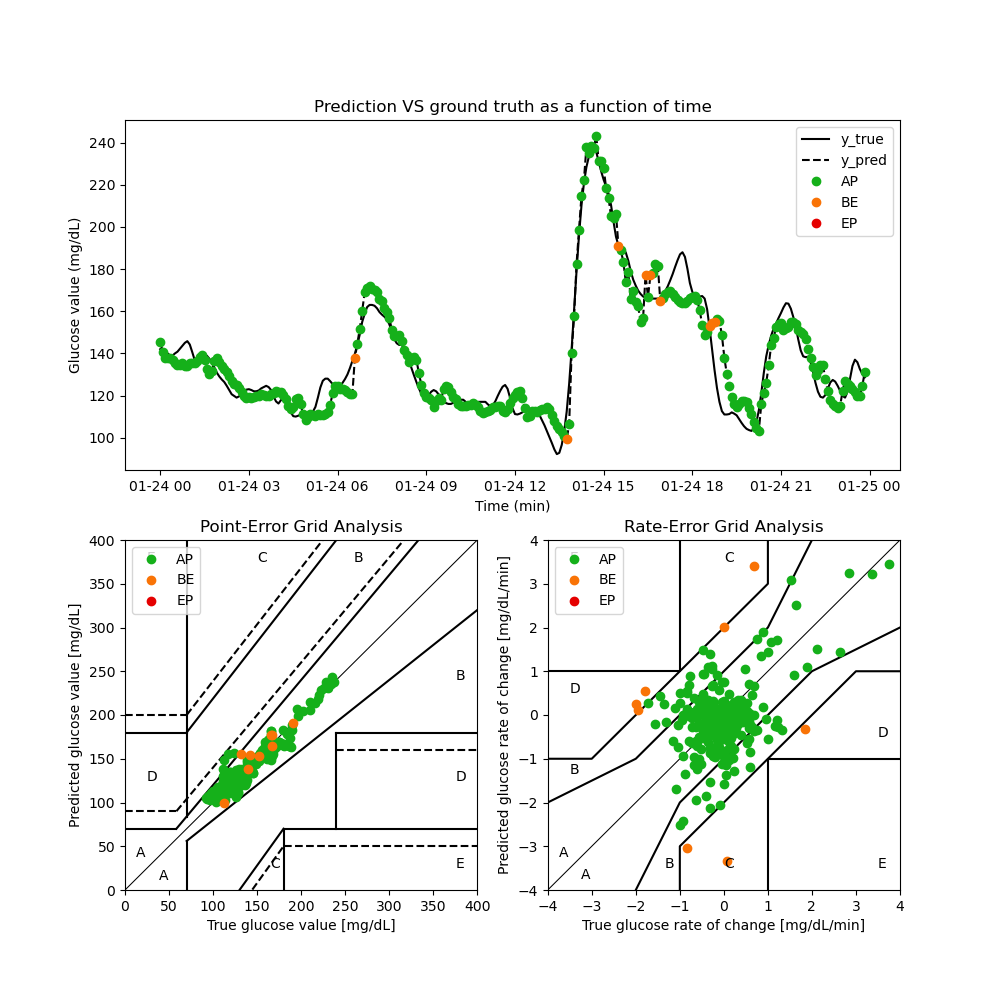 Prediction VS ground truth as a function of time
Glucose value (mg/dL)
240
220
200
180
160
140
120
100
y_true
y_pred
AP
BE
EP
01-24 00 01-24 03 01-24 06 01-24 09 01-24 12 01-24 15 01-24 18 01-24 21 01-25 00
Time (min)
Point-Error Grid Analysis
Predicted glucose value [mg/dL]
400
350
300
250
200
150
100
50
0
AP
BE
EP
C B
B
D D
A
A C E
0 50 100 150 200 250 300 350 400
True glucose value [mg/dL]
Rate-Error Grid Analysis
Predicted glucose rate of change [mg/dL/min]
4
3
2
1
0
−1
−2
−3
−4
AP
BE
EP
C
D
D
B
A
A B C E
−4 −3 −2 −1 0 1 2 3 4
True glucose rate of change [mg/dL/min]